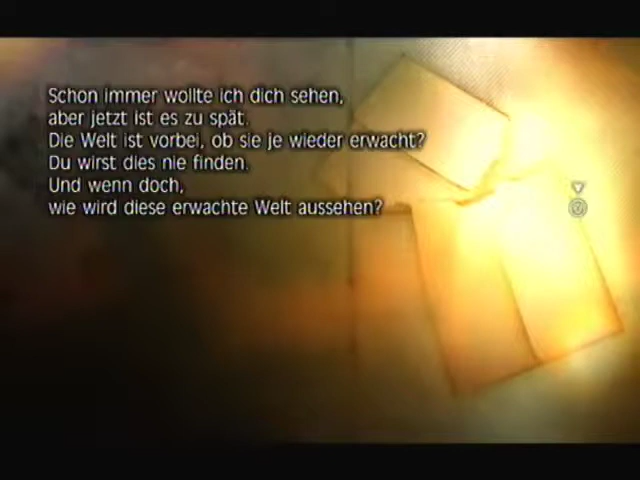 Schon immer wollte ich dich sehen,
aber jetzt ist es zu spät.
Die Welt ist vorbei, ob sie je wieder erwacht?
Du wirst dies nie finden.
Und wenn doch,
wie wird diese erwachte Welt aussehen?